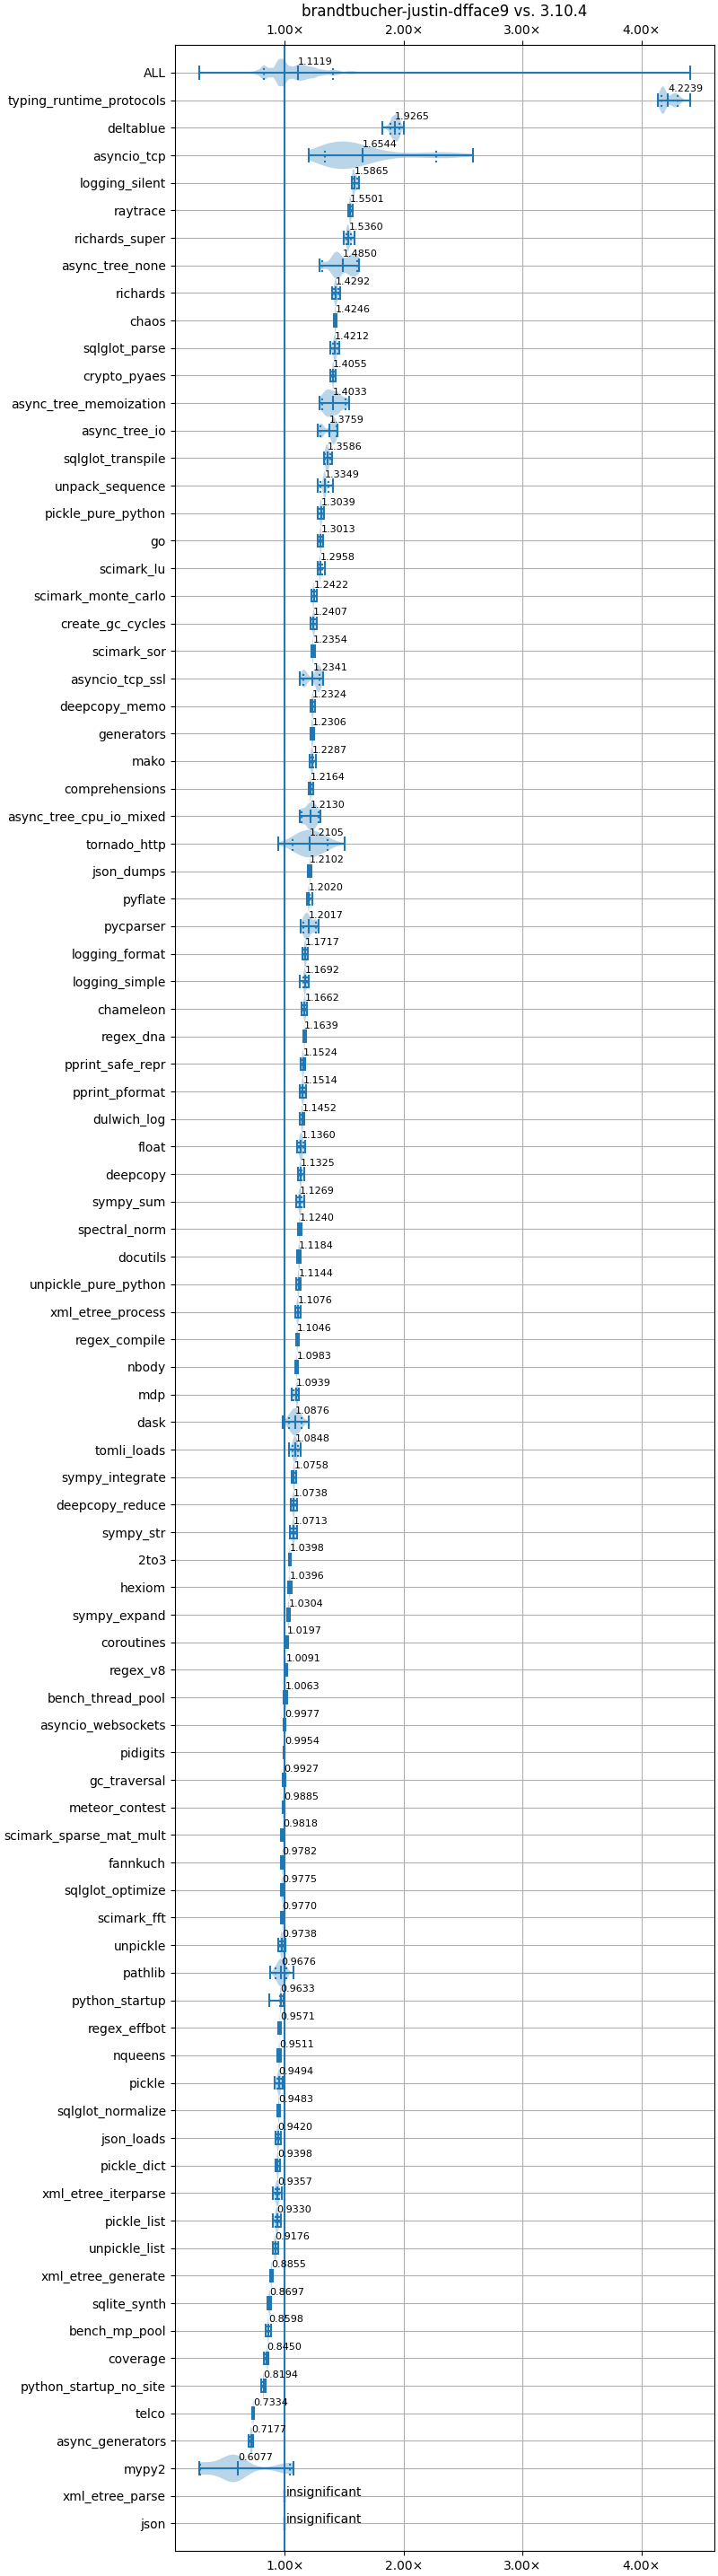 brandtbucher-justin-dfface9 vs. 3.10.4
1.00× 2.00× 3.00× 4.00×
ALL 1.1119
typing_runtime_protocols 4.2239
deltablue 1.9265
asyncio_tcp 1.6544
logging_silent 1.5865
raytrace 1.5501
richards_super 1.5360
async_tree_none 1.4850
richards 1.4292
chaos 1.4246
sqlglot_parse 1.4212
crypto_pyaes 1.4055
async_tree_memoization 1.4033
async_tree_io 1.3759
sqlglot_transpile 1.3586
unpack_sequence 1.3349
pickle_pure_python 1.3039
go 1.3013
scimark_lu 1.2958
scimark_monte_carlo 1.2422
create_gc_cycles 1.2407
scimark_sor 1.2354
asyncio_tcp_ssl 1.2341
deepcopy_memo 1.2324
generators 1.2306
mako 1.2287
comprehensions 1.2164
async_tree_cpu_io_mixed 1.2130
tornado_http 1.2105
json_dumps 1.2102
pyflate 1.2020
pycparser 1.2017
logging_format 1.1717
logging_simple 1.1692
chameleon 1.1662
regex_dna 1.1639
pprint_safe_repr 1.1524
pprint_pformat 1.1514
dulwich_log 1.1452
float 1.1360
deepcopy 1.1325
sympy_sum 1.1269
spectral_norm 1.1240
docutils 1.1184
unpickle_pure_python 1.1144
xml_etree_process 1.1076
regex_compile 1.1046
nbody 1.0983
mdp 1.0939
dask 1.0876
tomli_loads 1.0848
sympy_integrate 1.0758
deepcopy_reduce 1.0738
sympy_str 1.0713
2to3 1.0398
hexiom 1.0396
sympy_expand 1.0304
coroutines 1.0197
regex_v8 1.0091
bench_thread_pool 1.0063
asyncio_websockets 0.9977
pidigits 0.9954
gc_traversal 0.9927
meteor_contest 0.9885
scimark_sparse_mat_mult 0.9818
fannkuch 0.9782
sqlglot_optimize 0.9775
scimark_fft 0.9770
unpickle 0.9738
pathlib 0.9676
python_startup 0.9633
regex_effbot 0.9571
nqueens 0.9511
pickle 0.9494
sqlglot_normalize 0.9483
json_loads 0.9420
pickle_dict 0.9398
xml_etree_iterparse 0.9357
pickle_list 0.9330
unpickle_list 0.9176
xml_etree_generate 0.8855
sqlite_synth 0.8697
bench_mp_pool 0.8598
coverage 0.8450
python_startup_no_site 0.8194
telco 0.7334
async_generators 0.7177
mypy2 0.6077
xml_etree_parse insignificant
json insignificant
1.00× 2.00× 3.00× 4.00×